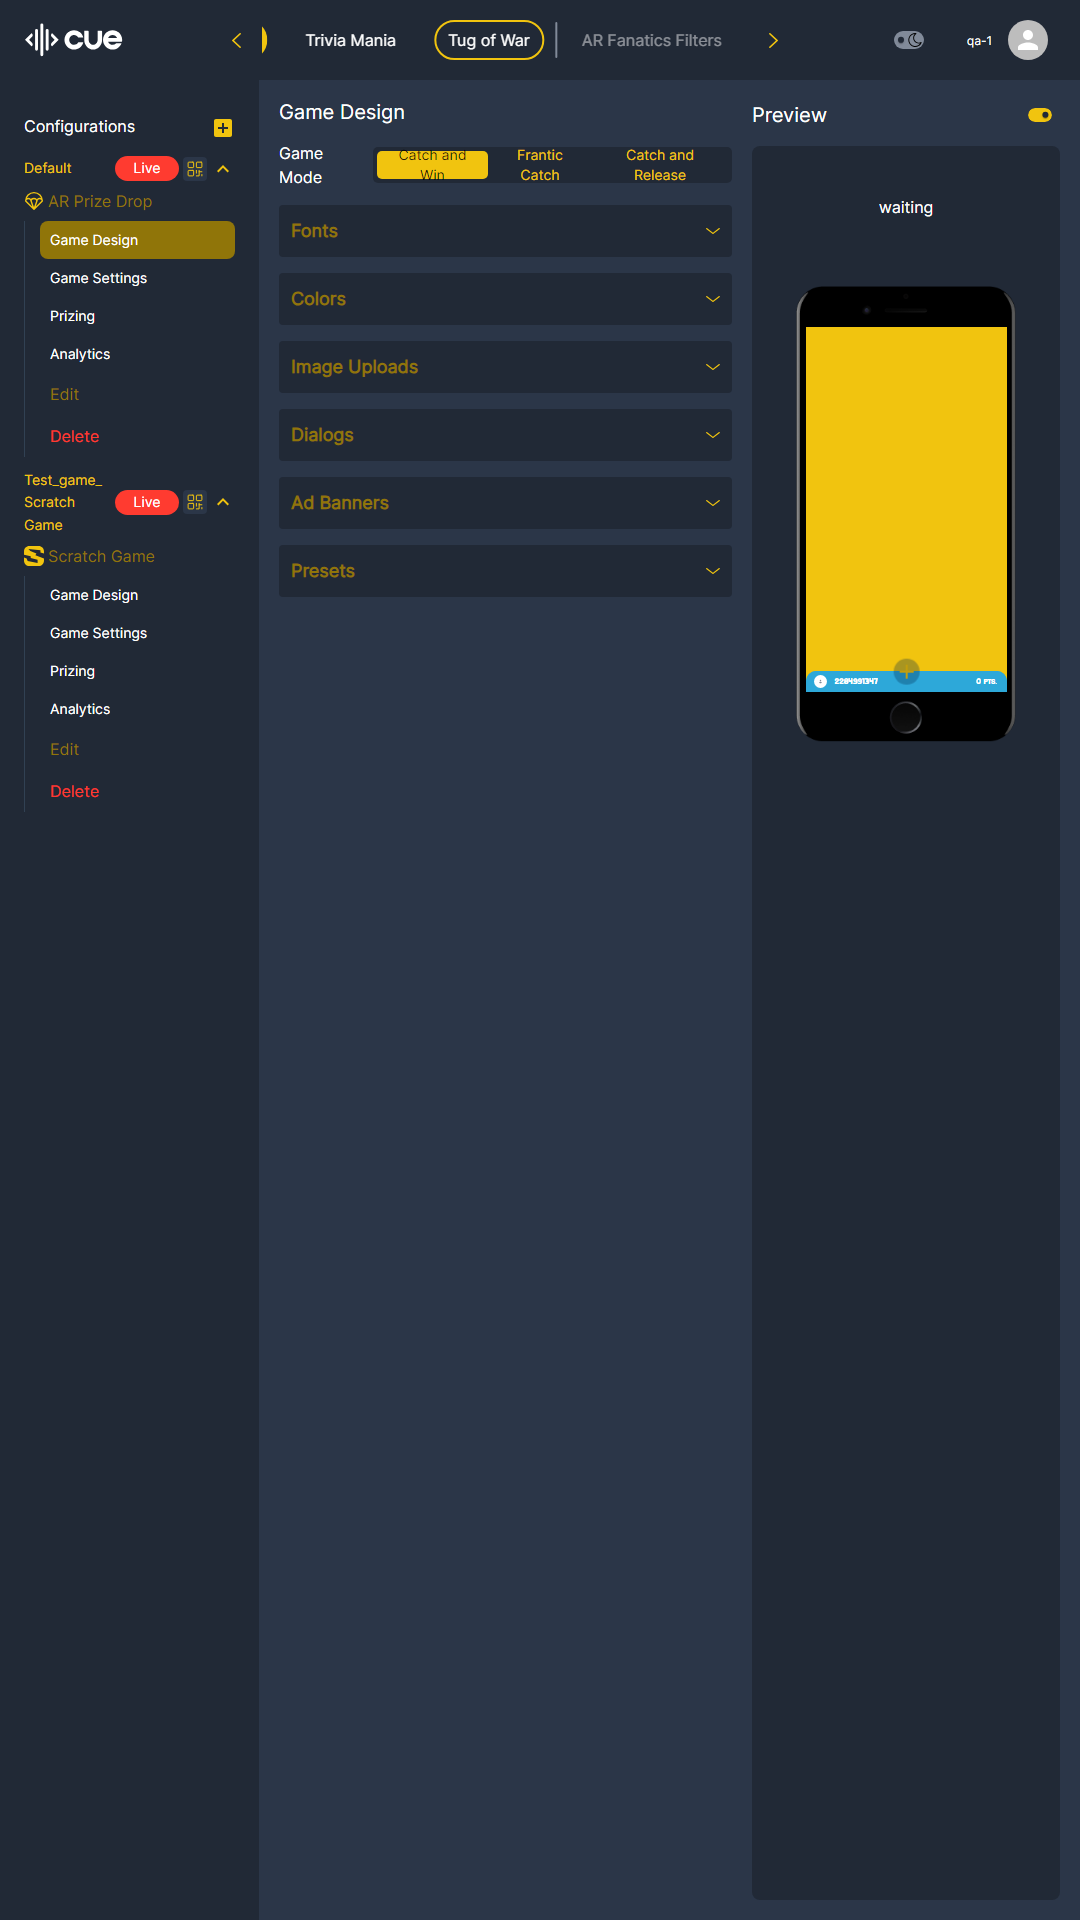 cue
Trivia Mania
Tug of War
AR Fanatics Filters
qa-1
Configurations
Default
Live
AR Prize Drop
Game Design
Game Settings
Prizing
Analytics
Edit
Delete
Test_game_
Scratch
Game
Live
Scratch Game
Game Design
Game Settings
Prizing
Analytics
Edit
Delete
Game Design
Game
Mode
Catch and
Win
Frantic
Catch
Catch and
Release
Fonts
Colors
Image Uploads
Dialogs
Ad Banners
Presets
Preview
waiting
0 PTS.